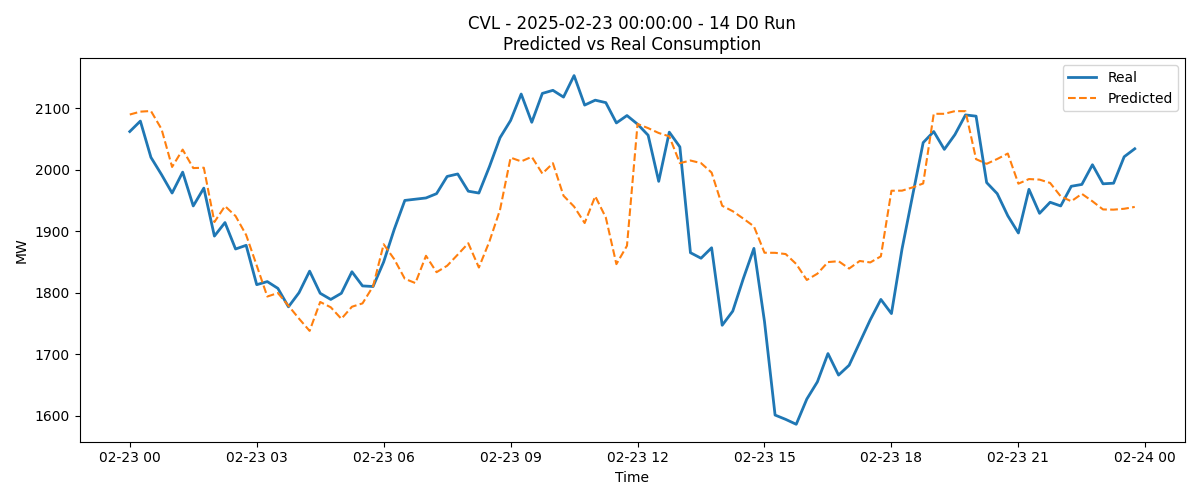 CVL - 2025-02-23 00:00:00 - 14 D0 Run
Predicted vs Real Consumption
Real
Predicted
MW
2100
2000
1900
1800
1700
1600
02-23 00
02-23 03
02-23 06
02-23 09
02-23 12
02-23 15
02-23 18
02-23 21
02-24 00
Time